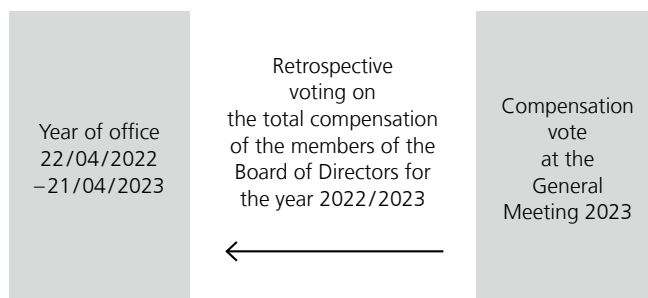 Year of office
22/04/2022
–21/04/2023
Retrospective
voting on
the total compensation
of the members of the
Board of Directors for
the year 2022/2023
Compensation
vote
at the
General
Meeting 2023